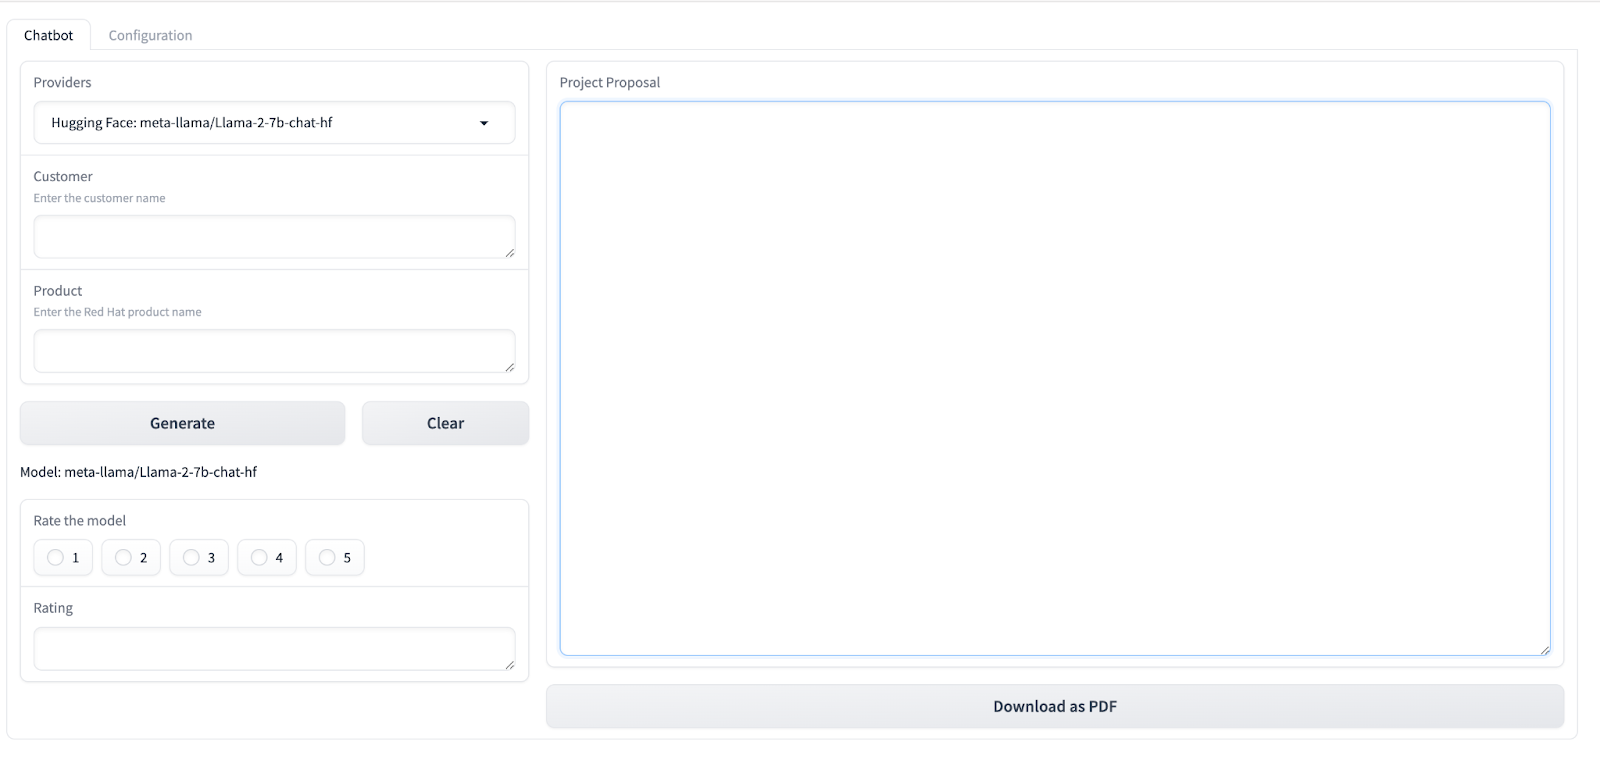 Chatbot
Configuration
Providers
Hugging Face: meta-llama/Llama-2-7b-chat-hf
Customer
Enter the customer name
Product
Enter the Red Hat product name
Generate
Clear
Model: meta-llama/Llama-2-7b-chat-hf
Rate the model
1
2
3
4
5
Rating
Project Proposal
Download as PDF